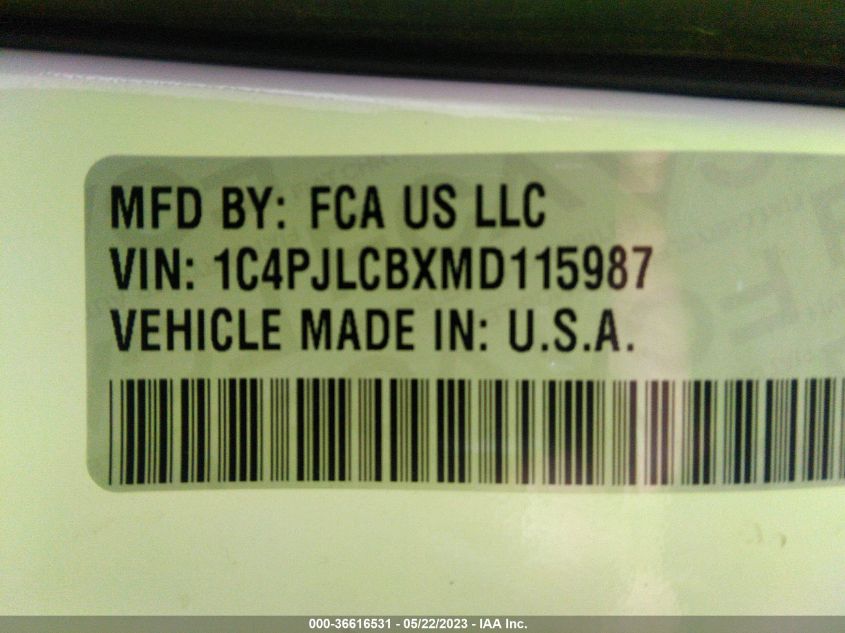 MFD BY: FCA US LLC
VIN: 1C4PJLCBXMD115987
VEHICLE MADE IN: U.S.A.
000-36616531 - 05/22/2023 - IAA Inc.